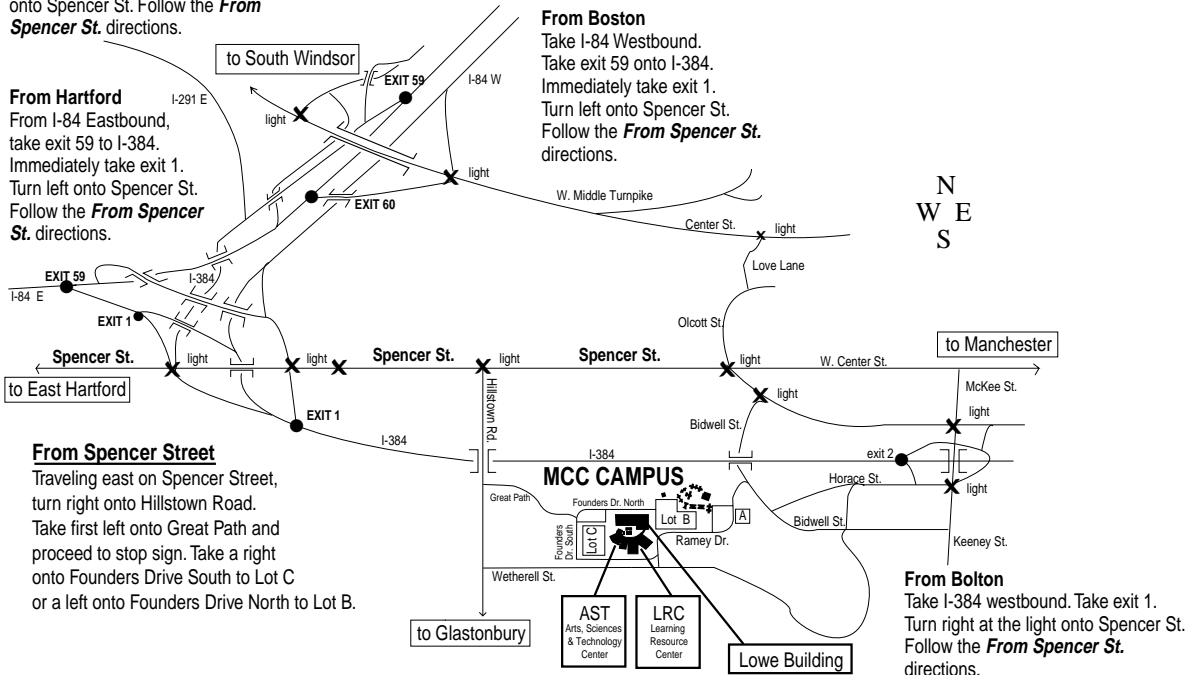 onto Spencer St. Follow the From
Spencer St. directions.
From Hartford
From I-84 Eastbound,
take exit 59 to I-384.
Immediately take exit 1.
Turn left onto Spencer St.
Follow the From Spencer
St. directions.
From Boston
Take I-84 Westbound.
Take exit 59 onto I-384.
Immediately take exit 1.
Turn left onto Spencer St.
Follow the From Spencer St.
directions.
light
to South Windsor
EXIT 59
I-84 W
I-291 E
light
light
EXIT 60
W. Middle Turnpike
Center St.
light
Love Lane
N
W E
S
EXIT 59
I-84 E
I-384
EXIT 1
Olcott St.
Spencer St.
light
light
Spencer St.
light
Spencer St.
light
W. Center St.
to Manchester
to East Hartford
Hillstown Rd.
McKee St.
light
light
EXIT 1
Bidwell St.
I-384
I-384
exit 2
Horace St.
light
MCC CAMPUS
Great Path
Founders Dr. North
Founders
Dr. South
Lot C
Lot B
A
Ramey Dr.
Bidwell St.
Keeney St.
Wetherell St.
From Spencer Street
Traveling east on Spencer Street,
turn right onto Hillstown Road.
Take first left onto Great Path and
proceed to stop sign. Take a right
onto Founders Drive South to Lot C
or a left onto Founders Drive North to Lot B.
to Glastonbury
AST
Arts, Sciences
& Technology
Center
LRC
Learning
Resource
Center
Lowe Building
From Bolton
Take I-384 westbound. Take exit 1.
Turn right at the light onto Spencer St.
Follow the From Spencer St.
directions.